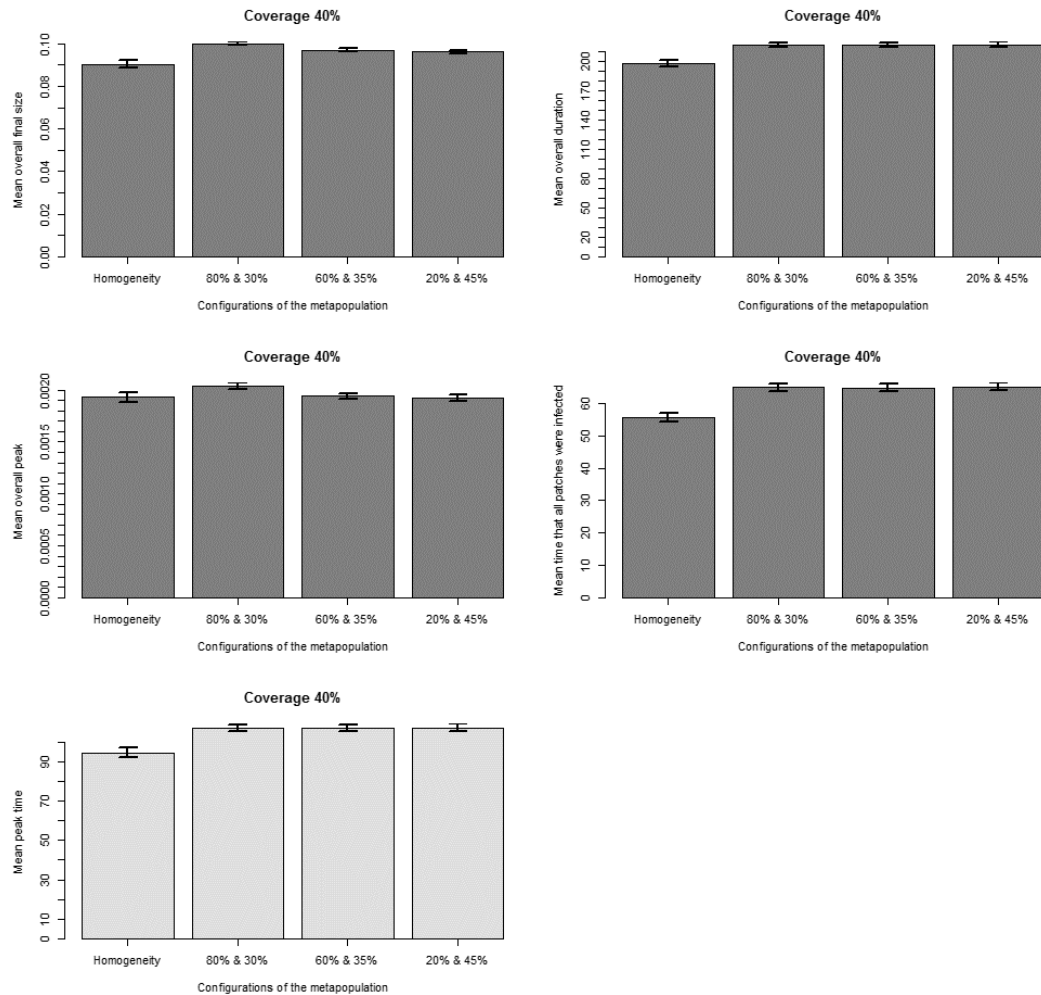 Coverage 40%
Mean overall final size
0.10
0.08
0.06
0.04
0.02
0.00
Homogeneity 80% & 30% 60% & 35% 20% & 45%
Configurations of the metapopulation
Coverage 40%
Mean overall duration
200
170
140
110
80
50
20
0
Homogeneity 80% & 30% 60% & 35% 20% & 45%
Configurations of the metapopulation
Coverage 40%
Mean overall peak
0.0020
0.0015
0.0010
0.0005
0.0000
Homogeneity 80% & 30% 60% & 35% 20% & 45%
Configurations of the metapopulation
Coverage 40%
Mean time that all patches were infected
60
50
40
30
20
10
0
Homogeneity 80% & 30% 60% & 35% 20% & 45%
Configurations of the metapopulation
Coverage 40%
Mean peak time
90
70
50
30
10
0
Homogeneity 80% & 30% 60% & 35% 20% & 45%
Configurations of the metapopulation